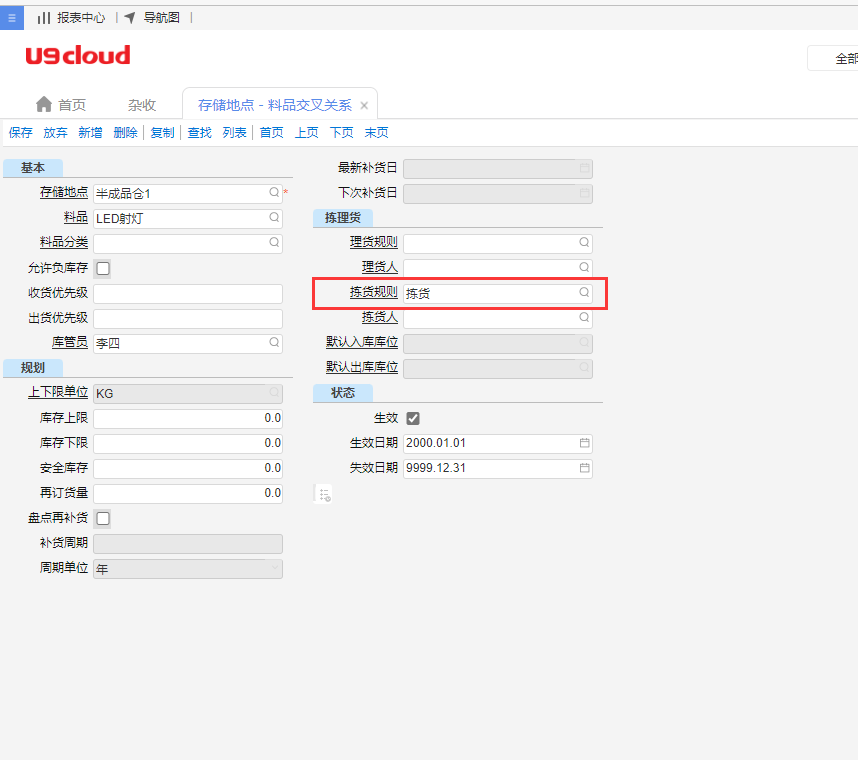 报表中心 | 导航图 |
U9cloud
全部
首页 杂收 存储地点 - 料品交叉关系 ×
保存 放弃 新增 删除 | 复制 | 查找 列表 | 首页 上页 下页 末页
基本
存储地点 半成品仓1 *
料品 LED射灯
料品分类
允许负库存
收货优先级
出货优先级
库管员 李四
规划
上下限单位 KG
库存上限 0.0
库存下限 0.0
安全库存 0.0
再订货量 0.0
盘点再补货
补货周期
周期单位 年
最新补货日
下次补货日
拣理货
理货规则
理货人
拣货规则 拣货
拣货人
默认入库库位
默认出库库位
状态
生效
生效日期 2000.01.01
失效日期 9999.12.31